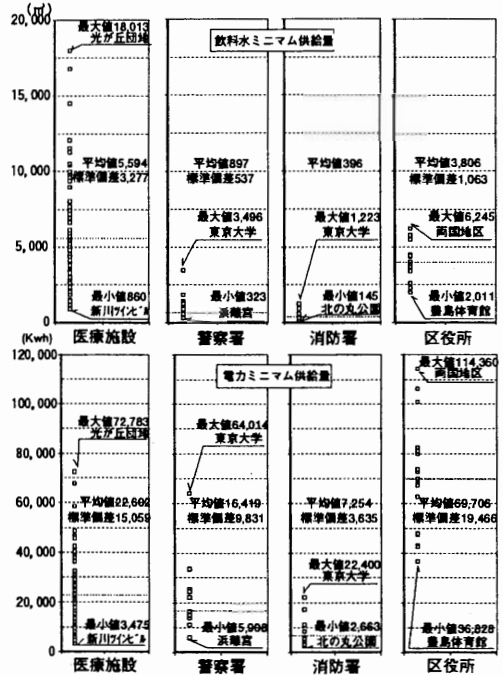 (㎥)
飲料水ミニマム供給量
20,000
15,000
10,000
5,000
0
最大値18,013
光が丘団地
平均値5,594
標準偏差3,277
最小値860
新川ツインビル
医療施設
平均値897
標準偏差537
最大値3,496
東京大学
最小値323
浜離宮
警察署
平均値396
最大値1,223
東京大学
最小値145
北の丸公園
消防署
平均値3,806
標準偏差1,063
最大値6,245
両国地区
最小値2,011
豊島体育館
区役所
(Kwh)
電力ミニマム供給量
120,000
100,000
80,000
60,000
40,000
20,000
0
最大値72,783
光が丘団地
平均値22,602
標準偏差15,059
最小値3,475
新川ツインビル
医療施設
最大値64,014
東京大学
平均値16,419
標準偏差9,831
最小値5,908
浜離宮
警察署
平均値7,254
標準偏差3,635
最大値22,400
東京大学
最小値2,663
北の丸公園
消防署
最大値114,360
両国地区
平均値69,706
標準偏差19,466
最小値36,828
豊島体育館
区役所